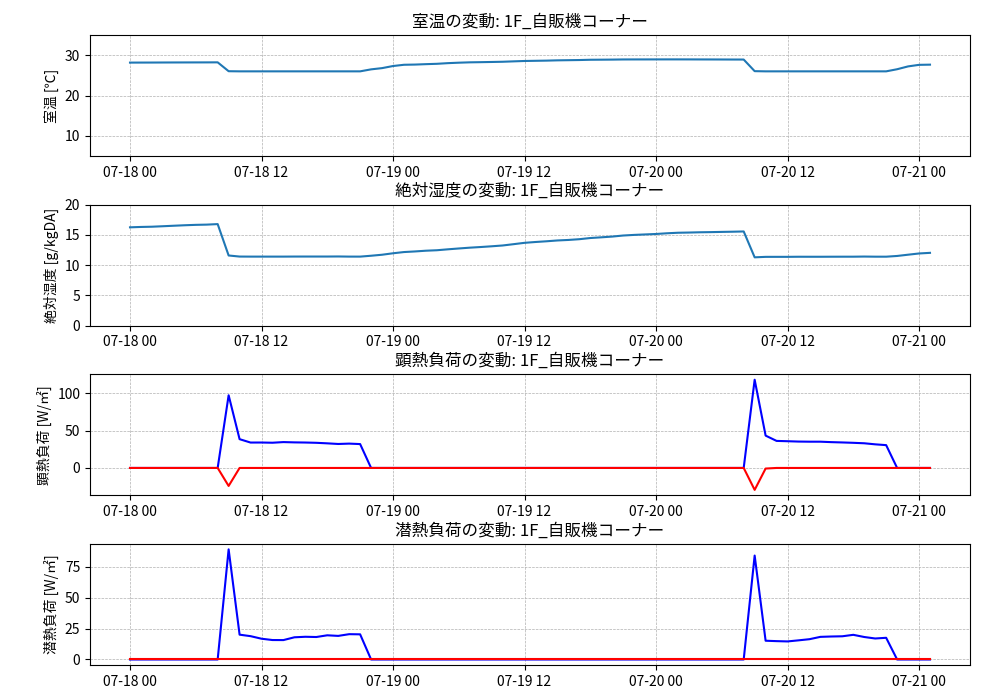 室温の変動: 1F_自販機コーナー
室温 [℃]
30
20
10
07-18 00 07-18 12 07-19 00 07-19 12 07-20 00 07-20 12 07-21 00
絶対湿度の変動: 1F_自販機コーナー
絶対湿度 [g/kgDA]
20
15
10
5
0
07-18 00 07-18 12 07-19 00 07-19 12 07-20 00 07-20 12 07-21 00
顕熱負荷の変動: 1F_自販機コーナー
顕熱負荷 [W/㎡]
100
50
0
07-18 00 07-18 12 07-19 00 07-19 12 07-20 00 07-20 12 07-21 00
潜熱負荷の変動: 1F_自販機コーナー
潜熱負荷 [W/㎡]
75
50
25
0
07-18 00 07-18 12 07-19 00 07-19 12 07-20 00 07-20 12 07-21 00